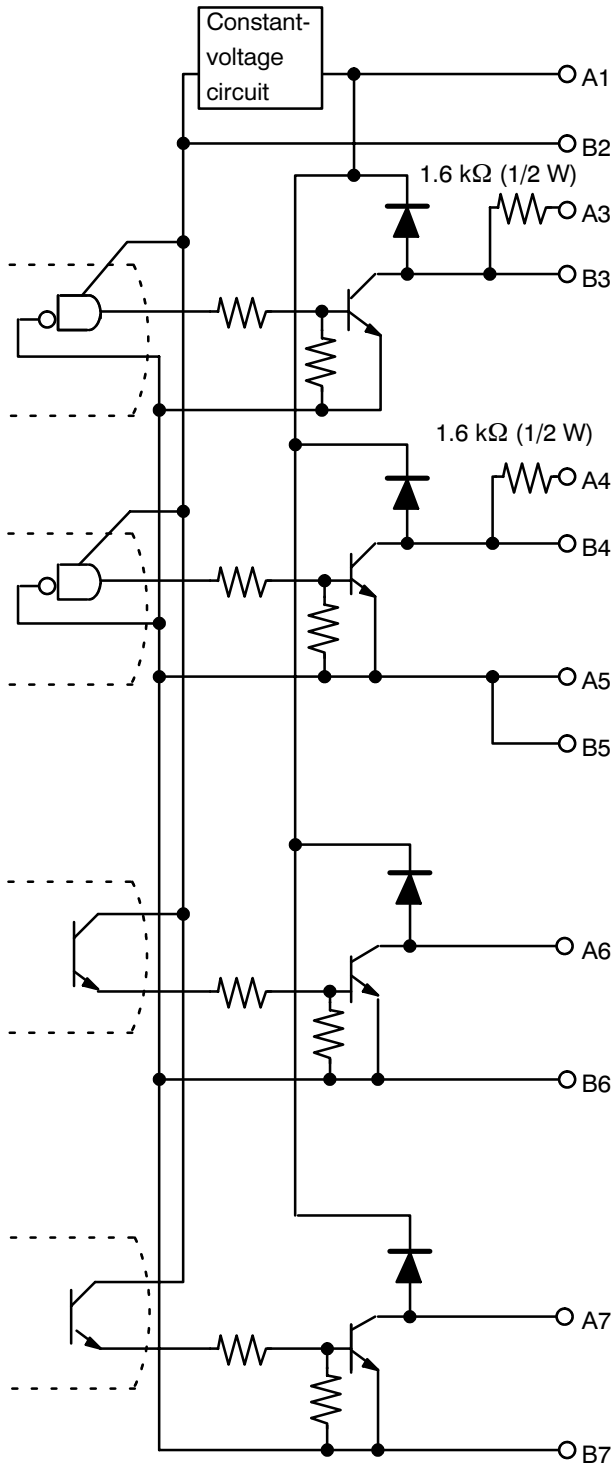 Constant-
voltage
circuit
A1
B2
1.6 kΩ (1/2 W)
A3
B3
1.6 kΩ (1/2 W)
A4
B4
A5
B5
A6
B6
A7
B7